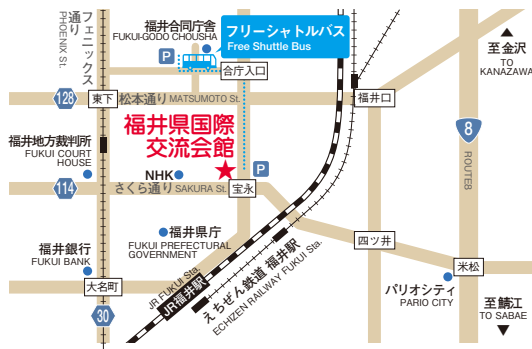 フェニックス
通り
PHOENIX St.
福井合同庁舎
FUKUI-GODO CHOUSHA
フリーシャトルバス
Free Shuttle Bus
P
合庁入口
至金沢
TO
KANAZAWA
128
東下
松本通り MATSUMOTO St.
福井口
8
ROUTE8
福井県国際
交流会館
福井地方裁判所
FUKUI COURT
HOUSE
NHK
P
114
さくら通り SAKURA St.
宝永
福井県庁
FUKUI PREFECTURAL
GOVERNMENT
四ツ井
米松
福井銀行
FUKUI BANK
大名町
JR FUKUI Sta.
JR福井駅
えちぜん鉄道 福井駅
ECHIZEN RAILWAY FUKUI Sta.
パリオシティ
PARIO CITY
30
至鯖江
TO SABAE